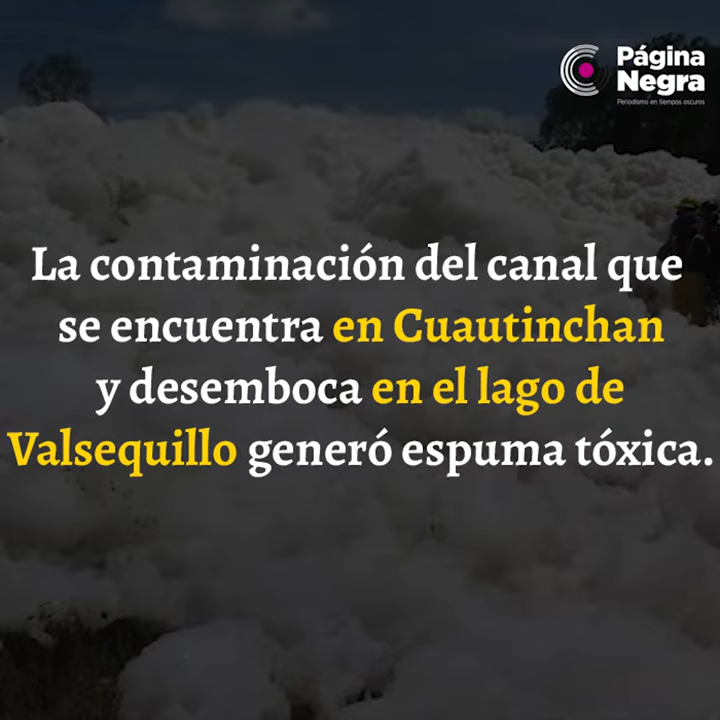 Página
Negra
Periodismo en tiempos oscuros
La contaminación del canal que
se encuentra en Cuautinchan
y desemboca en el lago de
Valsequillo generó espuma tóxica.